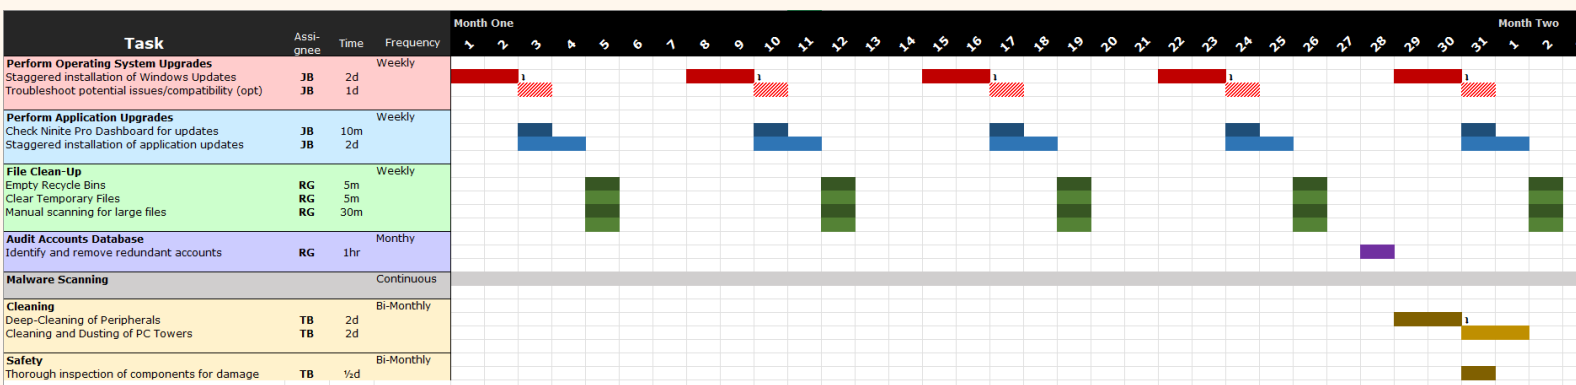 Month One Month Two
Task Assi-gnee Time Frequency 1 2 3 4 5 6 7 8 9 10 11 12 13 14 15 16 17 18 19 20 21 22 23 24 25 26 27 28 29 30 31 1 2
Perform Operating System Upgrades Weekly
Staggered installation of Windows Updates JB 2d
Troubleshoot potential issues/compatibility (opt) JB 1d
Perform Application Upgrades Weekly
Check Ninite Pro Dashboard for updates JB 10m
Staggered installation of application updates JB 2d
File Clean-Up Weekly
Empty Recycle Bins RG 5m
Clear Temporary Files RG 5m
Manual scanning for large files RG 30m
Audit Accounts Database Monthy
Identify and remove redundant accounts RG 1hr
Malware Scanning Continuous
Cleaning Bi-Monthly
Deep-Cleaning of Peripherals TB 2d
Cleaning and Dusting of PC Towers TB 2d
Safety Bi-Monthly
Thorough inspection of components for damage TB ½d